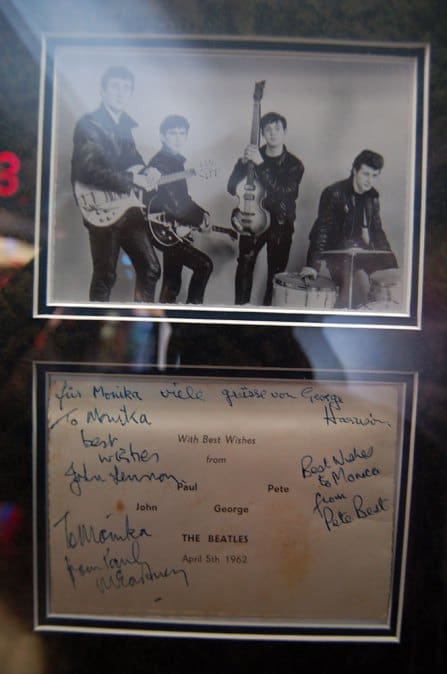 3
für Monika viele grüsse von George
Harrison
To Monika
best
wishes
John Lennon
With Best Wishes
from
Paul Pete
John George
THE BEATLES
April 5th 1962
Best Wishes
to Monica
from
Pete Best
To Monika
from Paul
McCartney